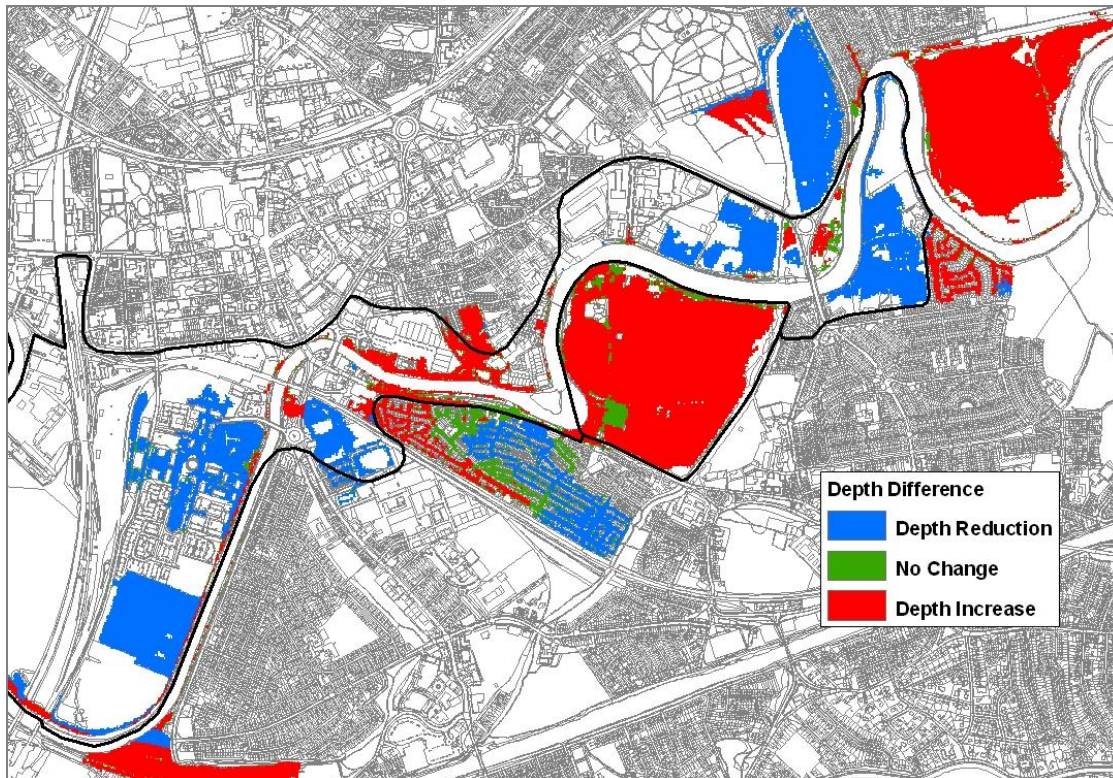 Depth Difference
Depth Reduction
No Change
Depth Increase